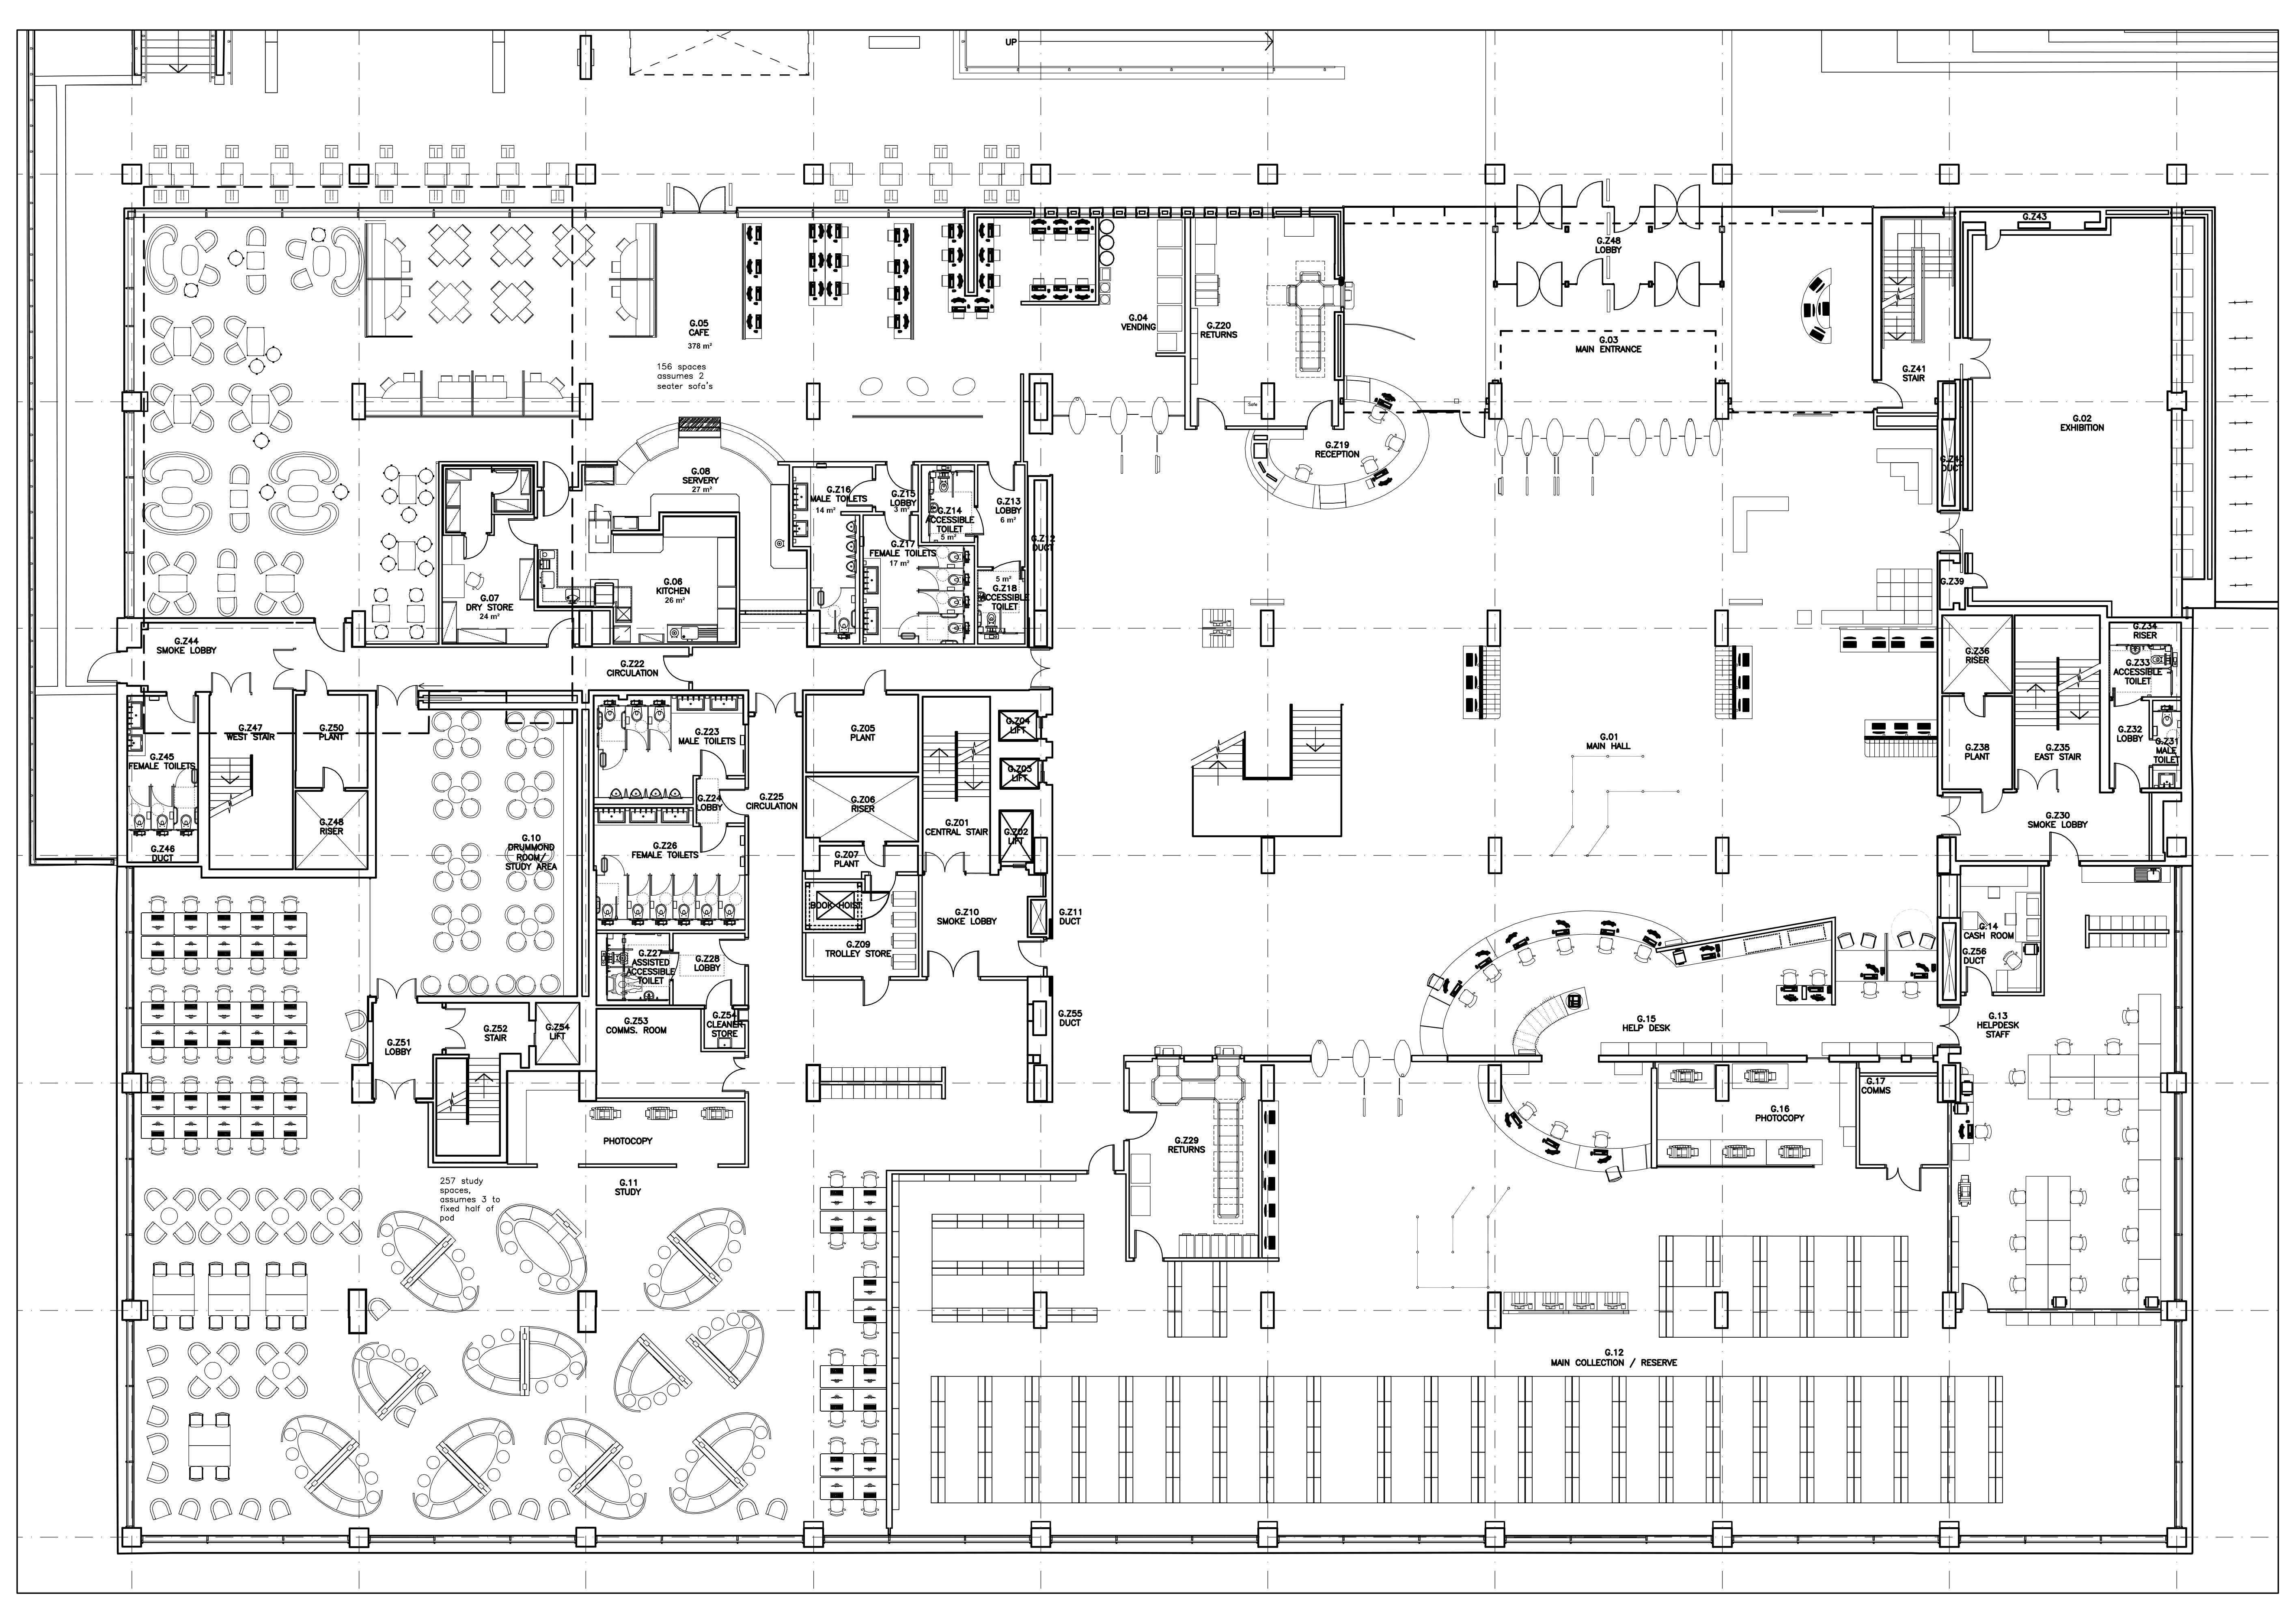 UP
G.Z43
G.Z48
LOBBY
G.05
CAFE
378 m²
156 spaces
assumes 2
seater sofa's
G.04
VENDING
G.Z20
RETURNS
G.03
MAIN ENTRANCE
G.Z41
STAIR
G.02
EXHIBITION
Safe
G.Z19
RECEPTION
G.08
SERVERY
27 m²
G.Z16
MALE TOILETS
14 m²
G.Z15
LOBBY
3 m²
G.Z14
ACCESSIBLE
TOILET
5 m²
G.Z13
LOBBY
6 m²
G.Z12
DUCT
G.Z17
FEMALE TOILETS
17 m²
5 m²
G.Z18
ACCESSIBLE
TOILET
DUCT
G.Z39
G.07
DRY STORE
24 m²
G.06
KITCHEN
26 m²
G.Z44
SMOKE LOBBY
G.Z22
CIRCULATION
G.Z36
RISER
G.Z34
RISER
G.Z33
ACCESSIBLE
TOILET
G.Z47
WEST STAIR
G.Z50
PLANT
G.Z45
FEMALE TOILETS
G.Z23
MALE TOILETS
G.Z05
PLANT
G.Z04
LIFT
G.Z03
LIFT
G.01
MAIN HALL
G.Z38
PLANT
G.Z35
EAST STAIR
G.Z32
LOBBY
G.Z31
MALE
TOILET
G.Z24
LOBBY
G.Z25
CIRCULATION
G.Z06
RISER
G.Z01
CENTRAL STAIR
G.Z02
LIFT
G.Z48
RISER
G.Z46
DUCT
G.10
DRUMMOND
ROOM/
STUDY AREA
G.Z26
FEMALE TOILETS
G.Z07
PLANT
G.Z30
SMOKE LOBBY
BOOK HOIST
G.Z10
SMOKE LOBBY
G.Z11
DUCT
G.Z09
TROLLEY STORE
G.14
CASH ROOM
G.Z56
DUCT
G.Z27
ASSISTED
ACCESSIBLE
TOILET
G.Z28
LOBBY
G.Z51
LOBBY
G.Z52
STAIR
G.Z54
LIFT
G.Z53
COMMS. ROOM
G.Z54
CLEANER
STORE
G.Z55
DUCT
G.15
HELP DESK
G.13
HELPDESK
STAFF
PHOTOCOPY
G.Z29
RETURNS
G.16
PHOTOCOPY
G.17
COMMS
G.11
STUDY
257 study
spaces,
assumes 3 to
fixed half of
pod
G.12
MAIN COLLECTION / RESERVE